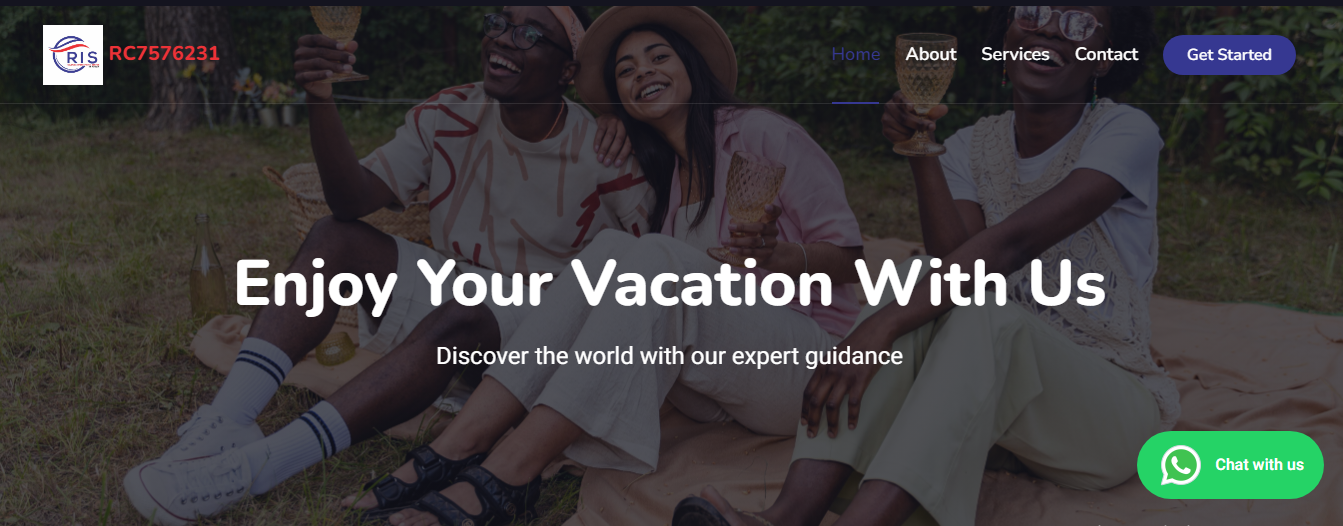 RIS
RC7576231
Home
About
Services
Contact
Get Started
Enjoy Your Vacation With Us
Discover the world with our expert guidance
Chat with us